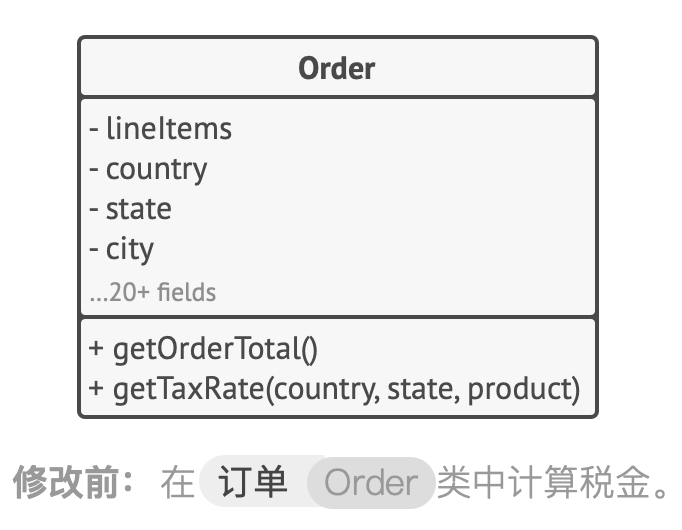 Order
- lineItems
- country
- state
- city
...20+ fields
+ getOrderTotal()
+ getTaxRate(country, state, product)
修改前： 在 订单 Order 类中计算税金。